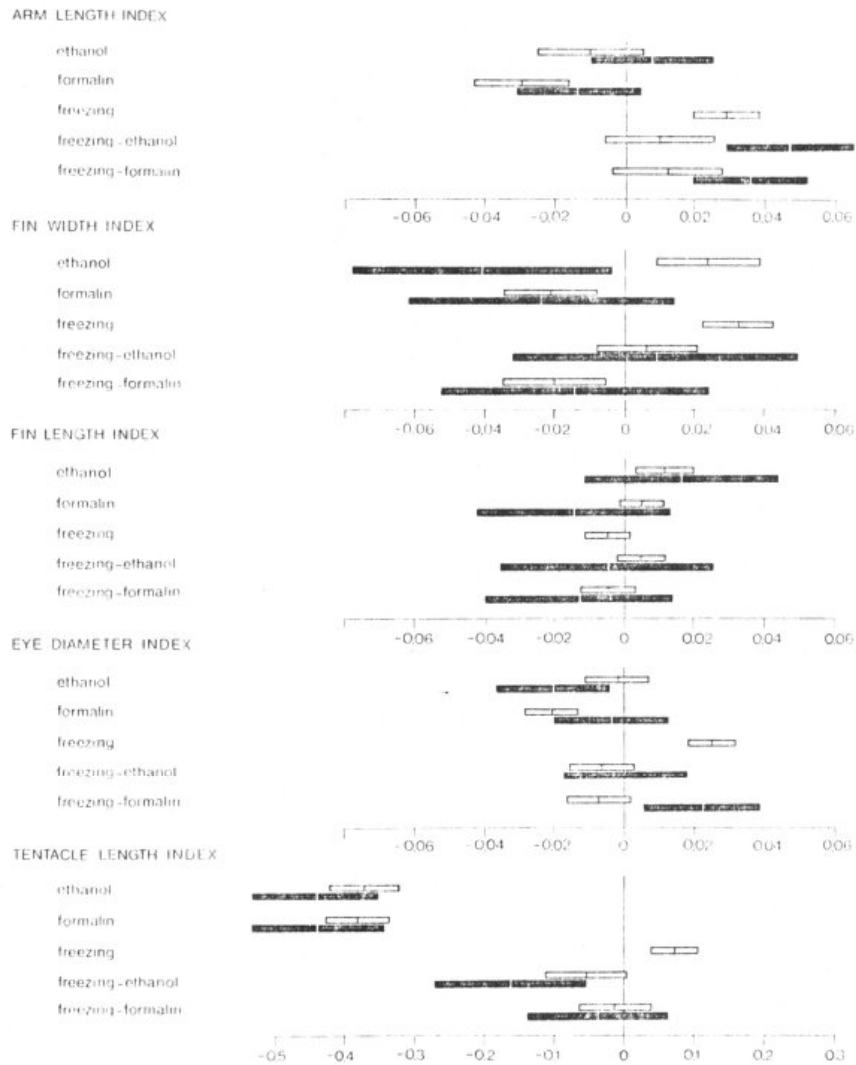 ARM LENGTH INDEX
ethanol
formalin
freezing
freezing-ethanol
freezing-formalin
-0.06 -0.04 -0.02 0 0.02 0.04 0.06
FIN WIDTH INDEX
ethanol
formalin
freezing
freezing-ethanol
freezing-formalin
-0.06 -0.04 -0.02 0 0.02 0.04 0.06
FIN LENGTH INDEX
ethanol
formalin
freezing
freezing-ethanol
freezing-formalin
-0.06 -0.04 -0.02 0 0.02 0.04 0.06
EYE DIAMETER INDEX
ethanol
formalin
freezing
freezing-ethanol
freezing-formalin
-0.06 -0.04 -0.02 0 0.02 0.04 0.06
TENTACLE LENGTH INDEX
ethanol
formalin
freezing
freezing-ethanol
freezing-formalin
-0.5 -0.4 -0.3 -0.2 -0.1 0 0.1 0.2 0.3